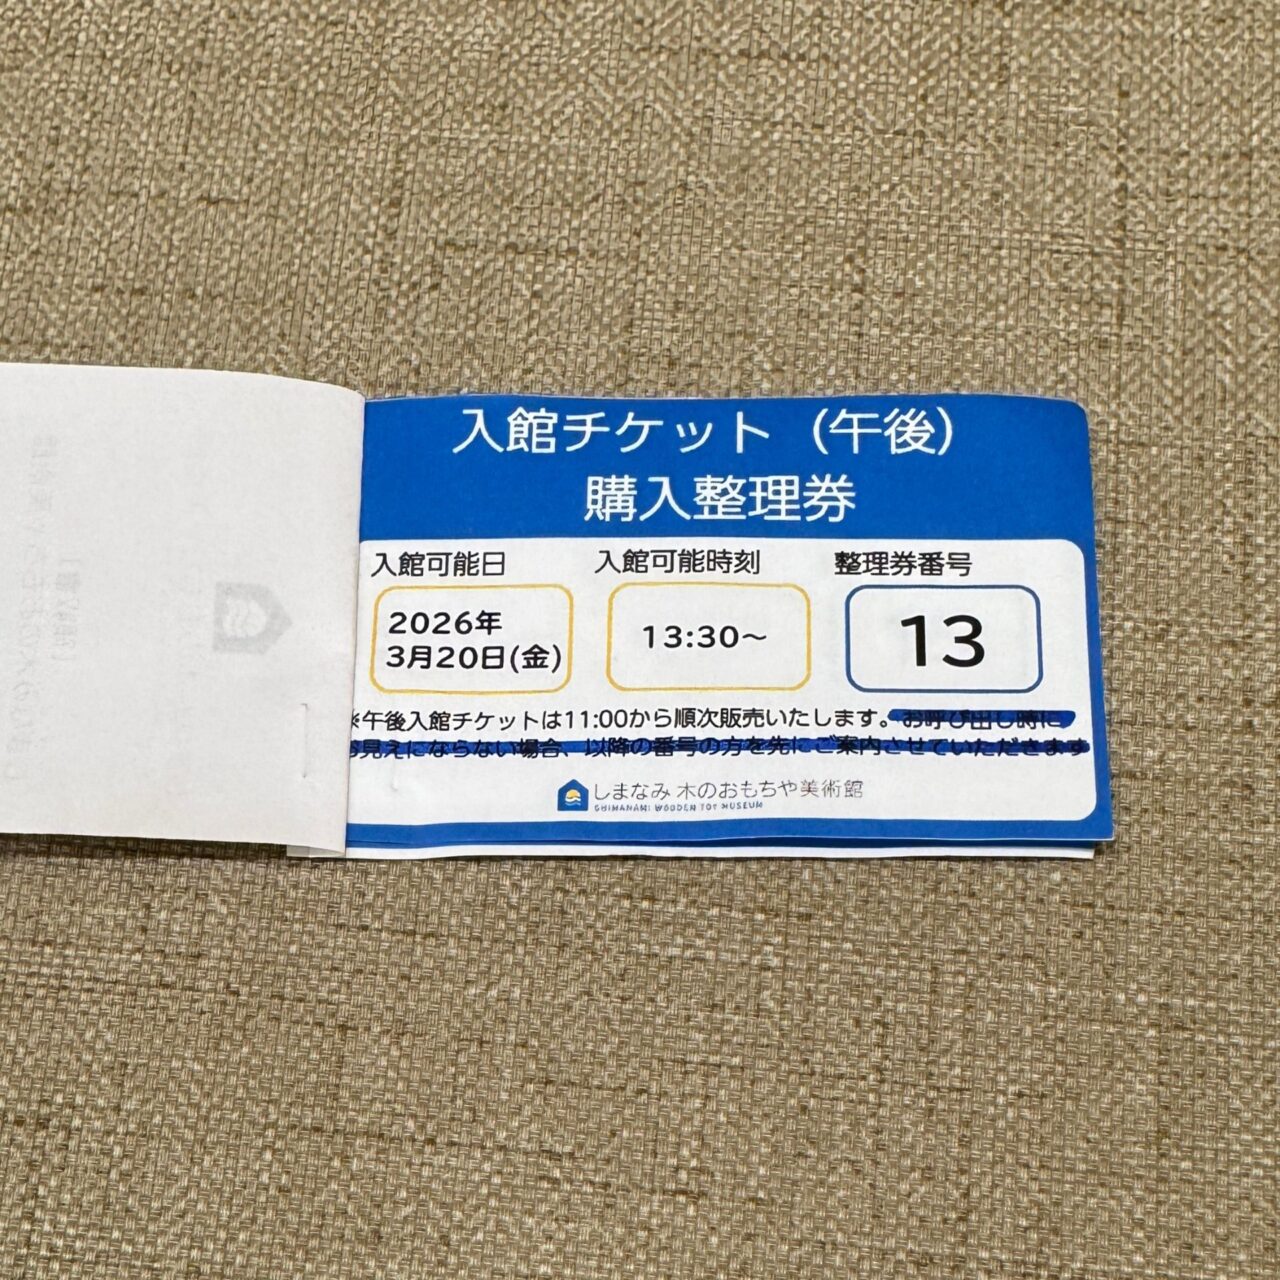 入館チケット（午後）
購入整理券
入館可能日
入館可能時刻
整理券番号
2026年
3月20日(金)
13:30～
13
※午後入館チケットは11:00から順次販売いたします。お呼び出し時に
お見えにならない場合、以降の番号の方を先にご案内させていただきます
しまなみ 木のおもちゃ美術館
SHIMANAMI WOODEN TOY MUSEUM